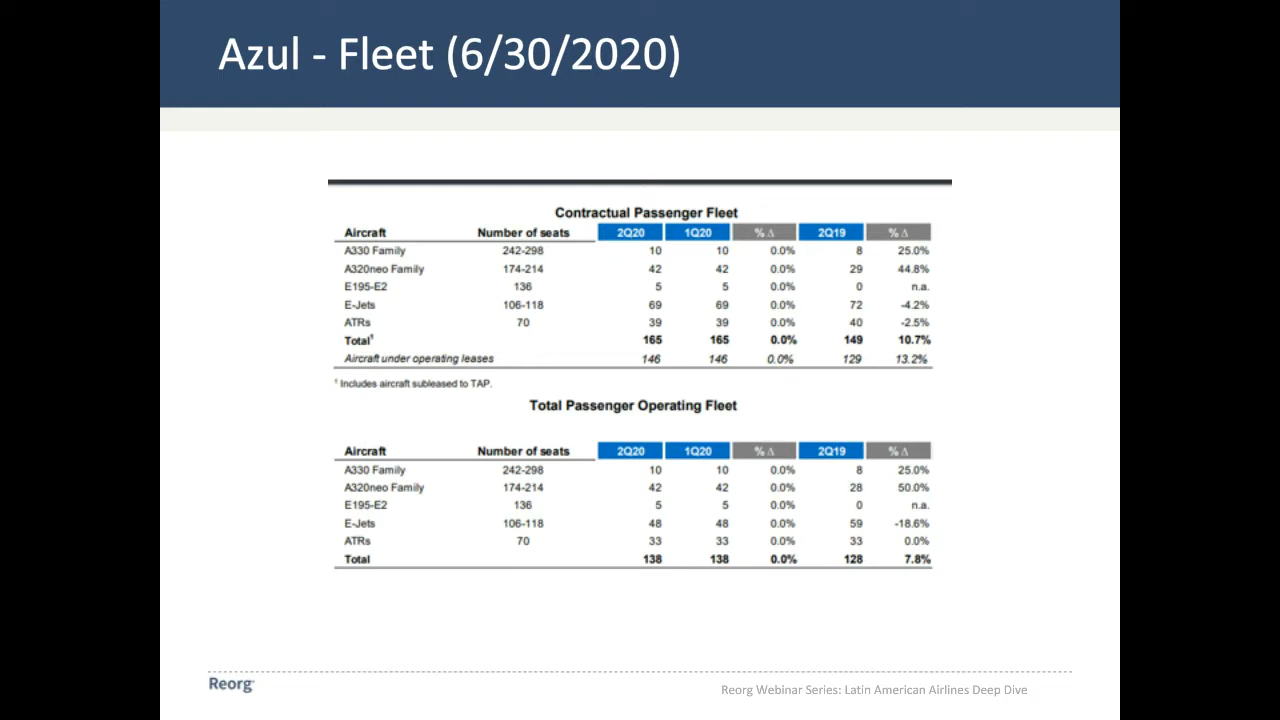 Azul - Fleet (6/30/2020)
Contractual Passenger Fleet
Aircraft Number of seats 2Q20 1Q20 % Δ 2Q19 % Δ
A330 Family 242-298 10 10 0.0% 8 25.0%
A320neo Family 174-214 42 42 0.0% 29 44.8%
E195-E2 136 5 5 0.0% 0 n.a.
E-Jets 106-118 69 69 0.0% 72 -4.2%
ATRs 70 39 39 0.0% 40 -2.5%
Total¹ 165 165 0.0% 149 10.7%
Aircraft under operating leases 146 146 0.0% 129 13.2%
¹ Includes aircraft subleased to TAP.
Total Passenger Operating Fleet
Aircraft Number of seats 2Q20 1Q20 % Δ 2Q19 % Δ
A330 Family 242-298 10 10 0.0% 8 25.0%
A320neo Family 174-214 42 42 0.0% 28 50.0%
E195-E2 136 5 5 0.0% 0 n.a.
E-Jets 106-118 48 48 0.0% 59 -18.6%
ATRs 70 33 33 0.0% 33 0.0%
Total 138 138 0.0% 128 7.8%
Reorg
Reorg Webinar Series: Latin American Airlines Deep Dive